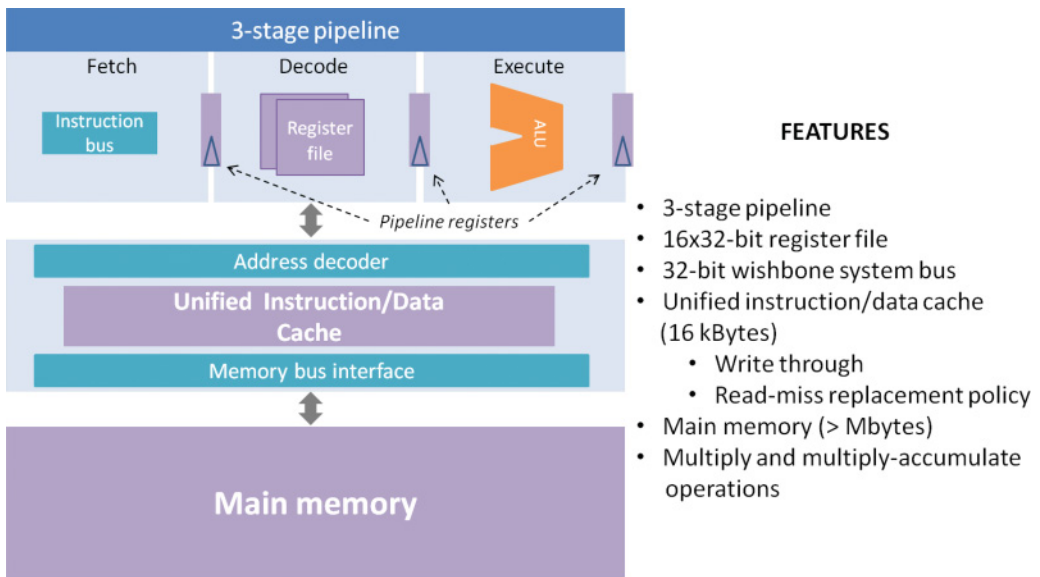 3-stage pipeline
Fetch
Decode
Execute
Instruction
bus
Register
file
ALU
Pipeline registers
Address decoder
Unified Instruction/Data
Cache
Memory bus interface
Main memory
FEATURES
• 3-stage pipeline
• 16x32-bit register file
• 32-bit wishbone system bus
• Unified instruction/data cache
(16 kBytes)
• Write through
• Read-miss replacement policy
• Main memory (> Mbytes)
• Multiply and multiply-accumulate
operations